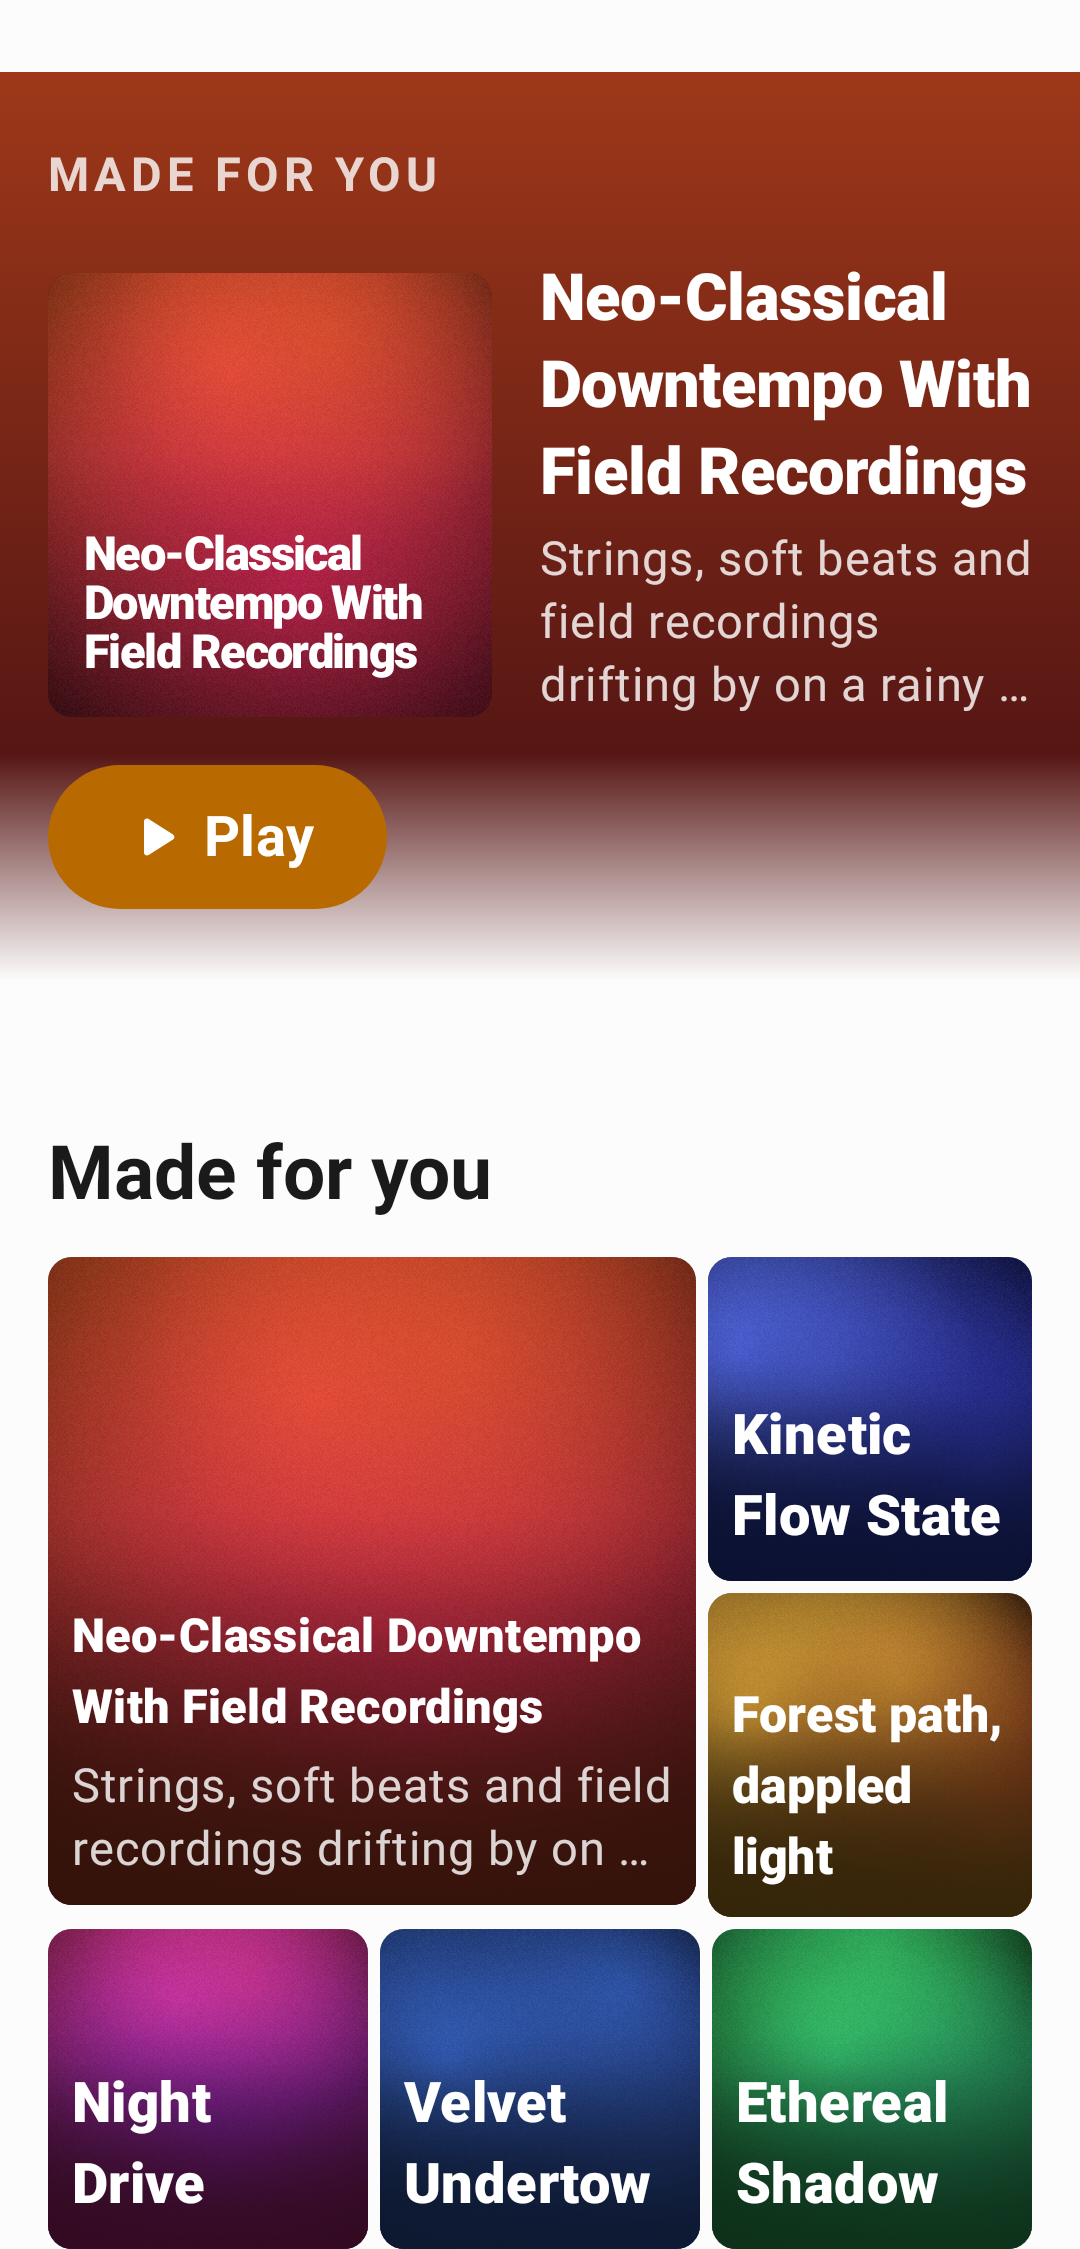 MADE FOR YOU
Neo-Classical
Downtempo With
Field Recordings
Neo-Classical
Downtempo With
Field Recordings
Strings, soft beats and
field recordings
drifting by on a rainy …
Play
Made for you
Neo-Classical Downtempo
With Field Recordings
Strings, soft beats and field
recordings drifting by on …
Kinetic
Flow State
Forest path,
dappled
light
Night
Drive
Velvet
Undertow
Ethereal
Shadow